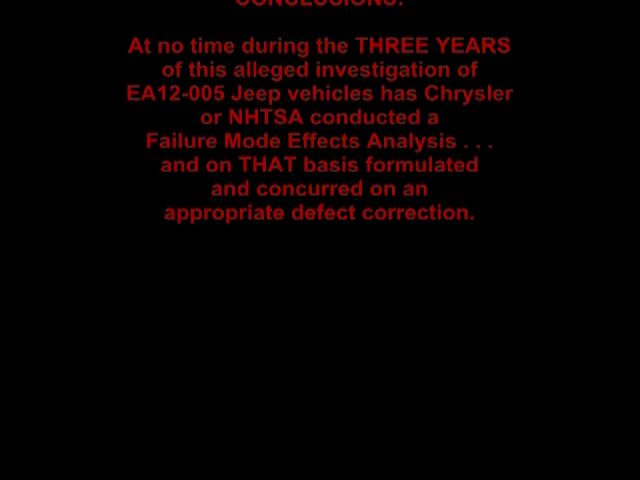 CONCLUSIONS:
At no time during the THREE YEARS
of this alleged investigation of
EA12-005 Jeep vehicles has Chrysler
or NHTSA conducted a
Failure Mode Effects Analysis . . .
and on THAT basis formulated
and concurred on an
appropriate defect correction.